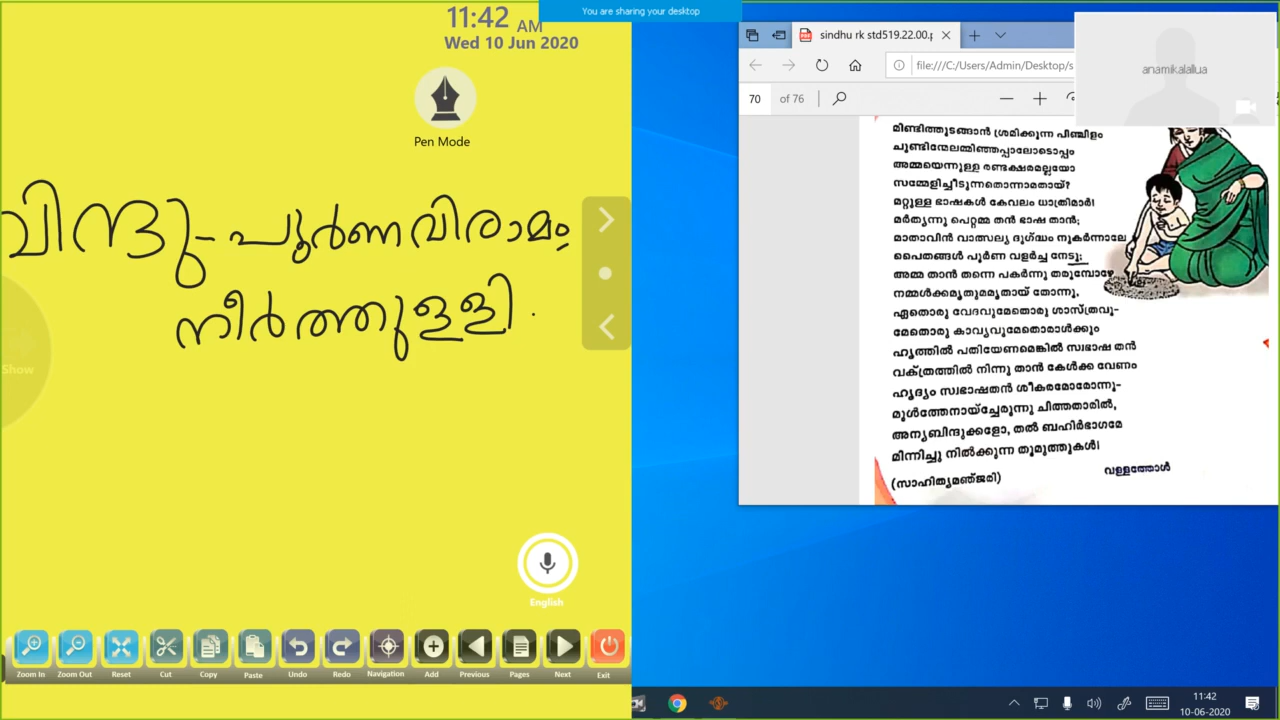 You are sharing your desktop
11:42 AM
Wed 10 Jun 2020
Pen Mode
വിന്ദു - പൂർണവിരാമം;
നീർത്തുള്ളി.
Show
English
Zoom In Zoom Out Reset Cut Copy Paste Undo Redo Navigation Add Previous Pages Next Exit
sindhu rk std519.22.00.p
anamikalallua
file:///C:/Users/Admin/Desktop/s
70 of 76
മിണ്ടിത്തുടങ്ങാൻ ശ്രമിക്കുന്ന പിഞ്ചിളം
ചുണ്ടിന്മേലമ്മിഞ്ഞപ്പാലോടൊപ്പം
അമ്മയെന്നുള്ള രണ്ടക്ഷരമല്ലയോ
സമ്മേളിച്ചീടുന്നതൊന്നാമതായ്?
മറ്റുള്ള ഭാഷകൾ കേവലം ധാത്രിമാർ!
മർത്യന്നു പെറ്റമ്മ തൻ ഭാഷ താൻ;
മാതാവിൻ വാത്സല്യ ദുഗ്ദ്ധം നുകർന്നാലേ
പൈതങ്ങൾ പൂർണ വളർച്ച നേടൂ;
അമ്മ താൻ തന്നെ പകർന്നു തരുമ്പോഴേ
നമ്മൾക്കമൃതുമമൃതായ് തോന്നൂ,
ഏതൊരു വേദവുമേതൊരു ശാസ്ത്രവു-
മേതൊരു കാവ്യവുമേതൊരാൾക്കും
ഹൃത്തിൽ പതിയേണമെങ്കിൽ സ്വഭാഷ തൻ
വക്ത്രത്തിൽ നിന്നു താൻ കേൾക്ക വേണം
ഹൃദ്യം സ്വഭാഷതൻ ശീകരമോരോന്നു-
മുൾത്തേനായ്ച്ചേരുന്നു ചിത്തതാരിൽ,
അന്യബിന്ദുക്കളോ, തൽ ബഹിർഭാഗമേ
മിന്നിച്ചു നിൽക്കുന്ന തൂമുത്തുകൾ!
വള്ളത്തോൾ
(സാഹിത്യമഞ്ജരി)
11:42
10-06-2020